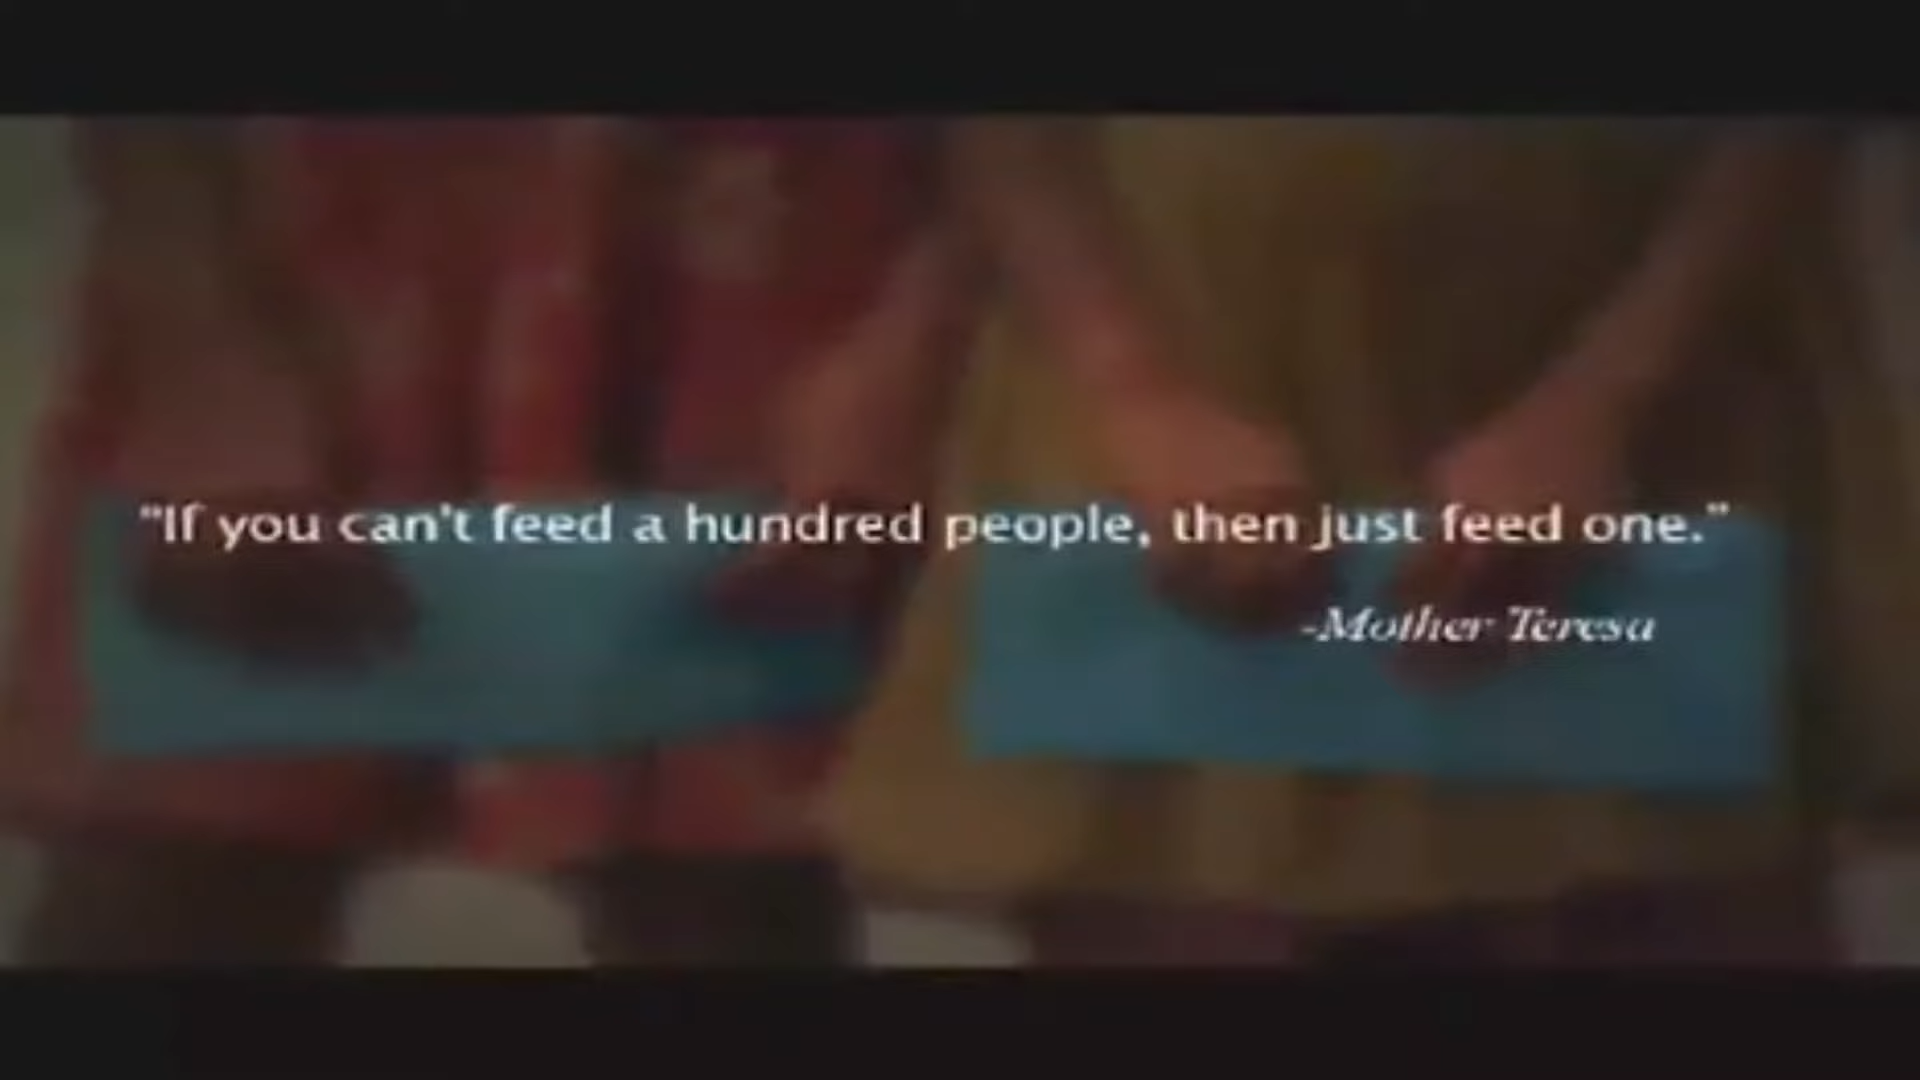 "If you can't feed a hundred people, then just feed one."
-Mother Teresa